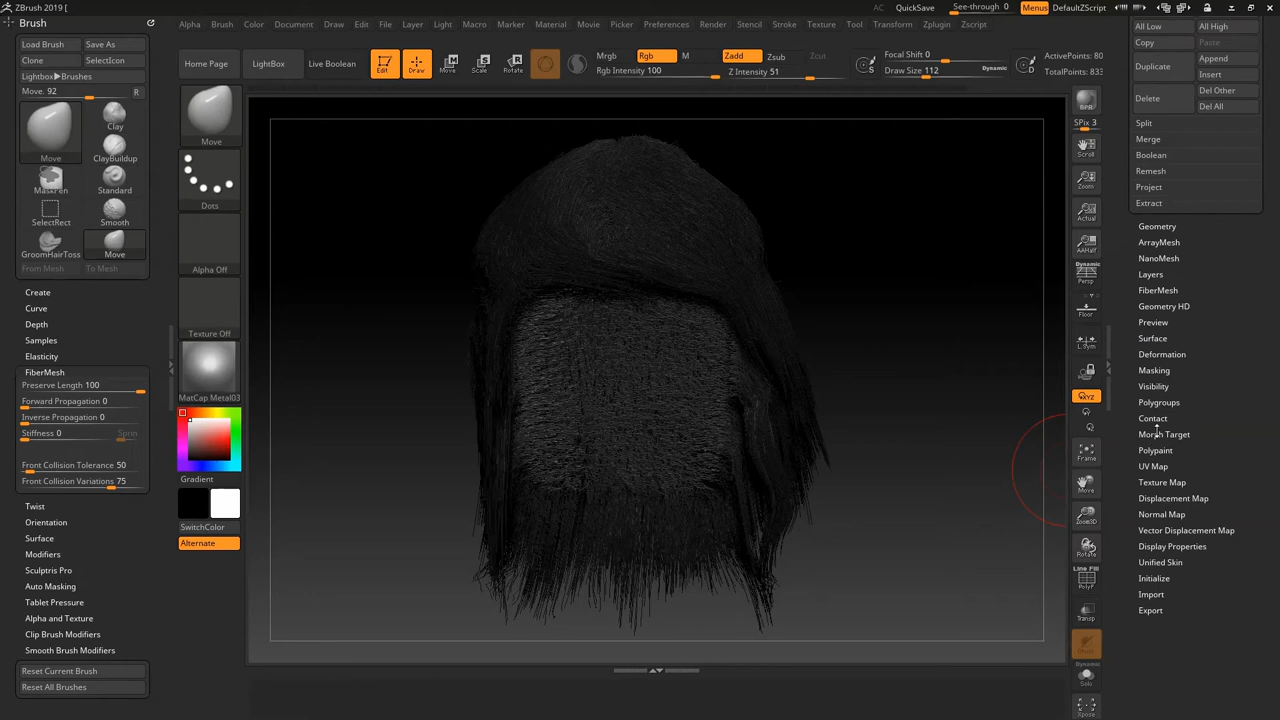 ZBrush 2019 [
AC QuickSave See-through 0 Menus DefaultZScript
Brush
Alpha Brush Color Document Draw Edit File Layer Light Macro Marker Material Movie Picker Preferences Render Stencil Stroke Texture Tool Transform Zplugin Zscript
Load Brush Save As
Clone SelectIcon
Lightbox▶Brushes
Move. 92 R
Move
Clay
ClayBuildup
MaskPen
Standard
SelectRect
Smooth
GroomHairToss
Move
From Mesh To Mesh
Create
Curve
Depth
Samples
Elasticity
FiberMesh
Preserve Length 100
Forward Propagation 0
Inverse Propagation 0
Stiffness 0
Front Collision Tolerance 50
Front Collision Variations 75
Twist
Orientation
Surface
Modifiers
Sculptris Pro
Auto Masking
Tablet Pressure
Alpha and Texture
Clip Brush Modifiers
Smooth Brush Modifiers
Reset Current Brush
Reset All Brushes
Home Page LightBox Live Boolean
Edit Draw Move Scale Rotate
Mrgb Rgb M
Rgb Intensity 100
Zadd Zsub Zcut
Z Intensity 51
S
Focal Shift 0
Draw Size 112 Dynamic
D
ActivePoints: 80
TotalPoints: 833
Move
Dots
Alpha Off
Texture Off
MatCap Metal03
Gradient
SwitchColor
Alternate
BPR
SPix 3
Scroll
Zoom
Actual
AAHalf
Dynamic
Persp
Floor
L.Sym
XYZ
Frame
Move
Zoom3D
Rotate
Line Fill
PolyF
Transp
Ghost
Dynamic
Solo
Xpose
All Low All High
Copy Paste
Duplicate Append
Insert
Delete Del Other
Del All
Split
Merge
Boolean
Remesh
Project
Extract
Geometry
ArrayMesh
NanoMesh
Layers
FiberMesh
Geometry HD
Preview
Surface
Deformation
Masking
Visibility
Polygroups
Contact
Morph Target
Polypaint
UV Map
Texture Map
Displacement Map
Normal Map
Vector Displacement Map
Display Properties
Unified Skin
Initialize
Import
Export